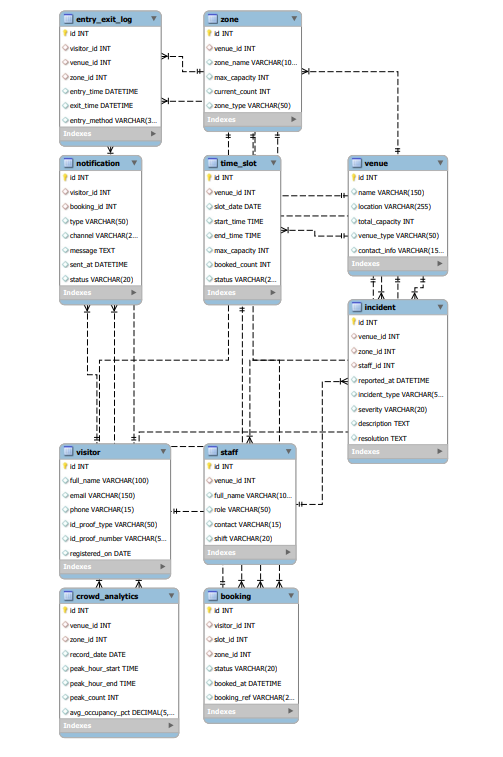 entry_exit_log
id INT
visitor_id INT
venue_id INT
zone_id INT
entry_time DATETIME
exit_time DATETIME
entry_method VARCHAR(3...
Indexes
zone
id INT
venue_id INT
zone_name VARCHAR(10...
max_capacity INT
current_count INT
zone_type VARCHAR(50)
Indexes
notification
id INT
visitor_id INT
booking_id INT
type VARCHAR(50)
channel VARCHAR(2...
message TEXT
sent_at DATETIME
status VARCHAR(20)
Indexes
time_slot
id INT
venue_id INT
slot_date DATE
start_time TIME
end_time TIME
max_capacity INT
booked_count INT
status VARCHAR(2...
Indexes
venue
id INT
name VARCHAR(150)
location VARCHAR(255)
total_capacity INT
venue_type VARCHAR(50)
contact_info VARCHAR(15...
Indexes
incident
id INT
venue_id INT
zone_id INT
staff_id INT
reported_at DATETIME
incident_type VARCHAR(5...
severity VARCHAR(20)
description TEXT
resolution TEXT
Indexes
visitor
id INT
full_name VARCHAR(100)
email VARCHAR(150)
phone VARCHAR(15)
id_proof_type VARCHAR(50)
id_proof_number VARCHAR(5...
registered_on DATE
Indexes
staff
id INT
venue_id INT
full_name VARCHAR(10...
role VARCHAR(50)
contact VARCHAR(15)
shift VARCHAR(20)
Indexes
crowd_analytics
id INT
venue_id INT
zone_id INT
record_date DATE
peak_hour_start TIME
peak_hour_end TIME
peak_count INT
avg_occupancy_pct DECIMAL(5,...
Indexes
booking
id INT
visitor_id INT
slot_id INT
zone_id INT
status VARCHAR(20)
booked_at DATETIME
booking_ref VARCHAR(2...
Indexes